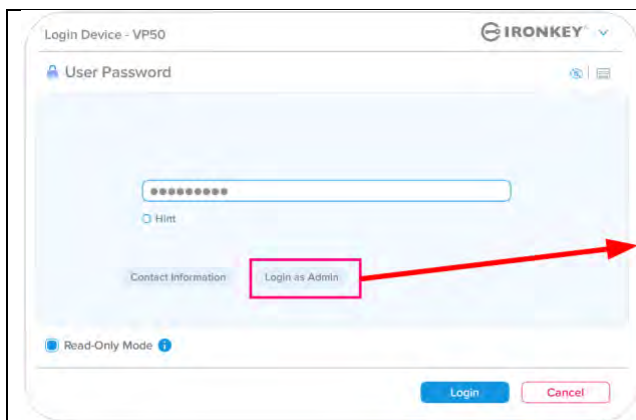 Login Device - VP50
IRONKEY
User Password
Hint
Contact Information Login as Admin
Read-Only Mode
Login Cancel